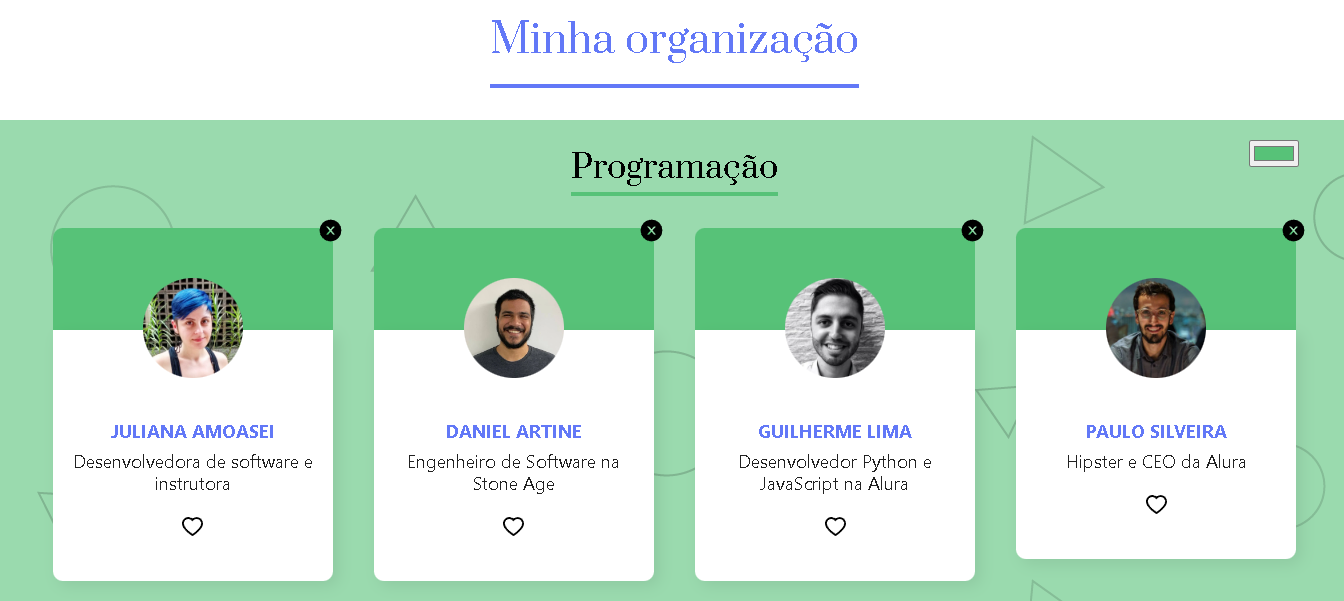 Minha organização
Programação
JULIANA AMOASEI
Desenvolvedora de software e
instrutora
DANIEL ARTINE
Engenheiro de Software na
Stone Age
GUILHERME LIMA
Desenvolvedor Python e
JavaScript na Alura
PAULO SILVEIRA
Hipster e CEO da Alura